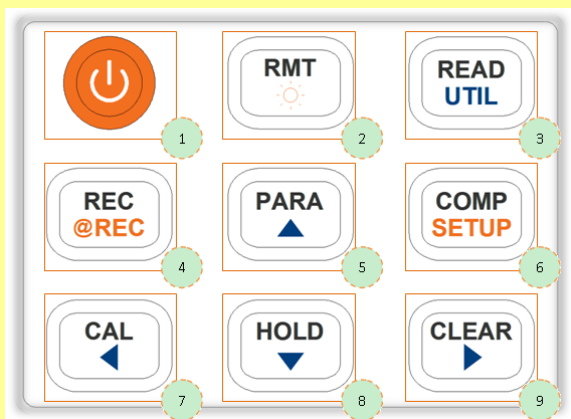 RMT
READ
UTIL
1
2
3
REC
@REC
PARA
COMP
SETUP
4
5
6
CAL
HOLD
CLEAR
7
8
9